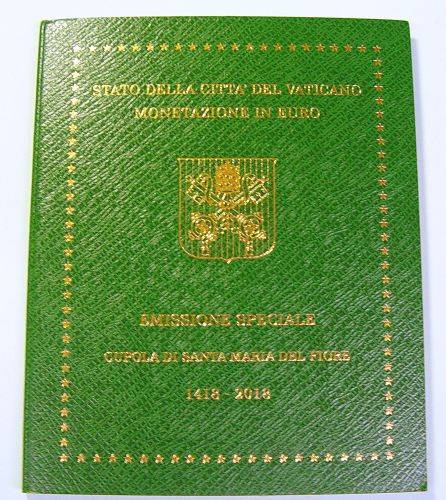 STATO DELLA CITTA' DEL VATICANO
MONETAZIONE IN EURO
EMISSIONE SPECIALE
CUPOLA DI SANTA MARIA DEL FIORE
1418 - 2018